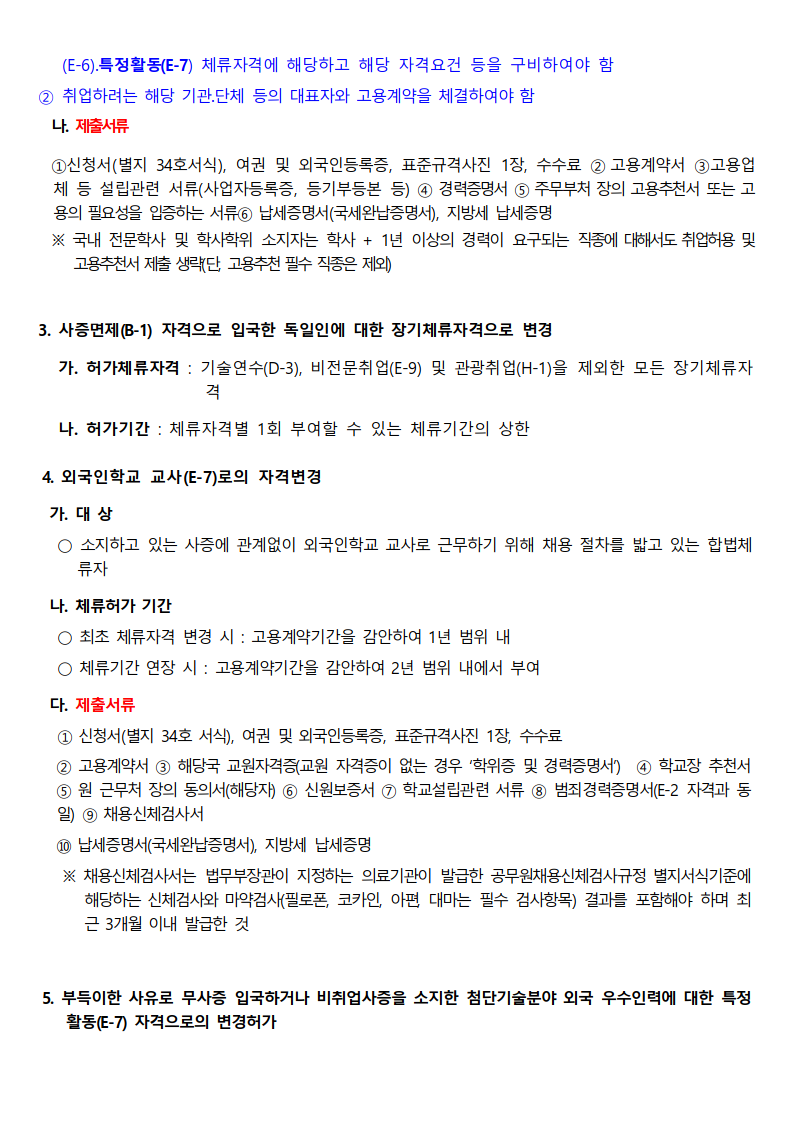 (E-6).특정활동(E-7) 체류자격에 해당하고 해당 자격요건 등을 구비하여야 함
② 취업하려는 해당 기관.단체 등의 대표자와 고용계약을 체결하여야 함
나. 제출서류
①신청서(별지 34호서식), 여권 및 외국인등록증, 표준규격사진 1장, 수수료 ② 고용계약서 ③고용업
체 등 설립관련 서류(사업자등록증, 등기부등본 등) ④ 경력증명서 ⑤ 주무부처 장의 고용추천서 또는 고
용의 필요성을 입증하는 서류⑥ 납세증명서(국세완납증명서), 지방세 납세증명
※ 국내 전문학사 및 학사학위 소지자는 학사 + 1년 이상의 경력이 요구되는 직종에 대해서도 취업허용 및
고용추천서 제출 생략(단, 고용추천 필수 직종은 제외)
3. 사증면제(B-1) 자격으로 입국한 독일인에 대한 장기체류자격으로 변경
가. 허가체류자격 : 기술연수(D-3), 비전문취업(E-9) 및 관광취업(H-1)을 제외한 모든 장기체류자
격
나. 허가기간 : 체류자격별 1회 부여할 수 있는 체류기간의 상한
4. 외국인학교 교사(E-7)로의 자격변경
가. 대 상
○ 소지하고 있는 사증에 관계없이 외국인학교 교사로 근무하기 위해 채용 절차를 밟고 있는 합법체
류자
나. 체류허가 기간
○ 최초 체류자격 변경 시 : 고용계약기간을 감안하여 1년 범위 내
○ 체류기간 연장 시 : 고용계약기간을 감안하여 2년 범위 내에서 부여
다. 제출서류
① 신청서(별지 34호 서식), 여권 및 외국인등록증, 표준규격사진 1장, 수수료
② 고용계약서 ③ 해당국 교원자격증(교원 자격증이 없는 경우 ‘학위증 및 경력증명서’) ④ 학교장 추천서
⑤ 원 근무처 장의 동의서(해당자) ⑥ 신원보증서 ⑦ 학교설립관련 서류 ⑧ 범죄경력증명서(E-2 자격과 동
일) ⑨ 채용신체검사서
⑩ 납세증명서(국세완납증명서), 지방세 납세증명
※ 채용신체검사서는 법무부장관이 지정하는 의료기관이 발급한 공무원채용신체검사규정 별지서식기준에
해당하는 신체검사와 마약검사(필로폰, 코카인, 아편, 대마는 필수 검사항목) 결과를 포함해야 하며 최
근 3개월 이내 발급한 것
5. 부득이한 사유로 무사증 입국하거나 비취업사증을 소지한 첨단기술분야 외국 우수인력에 대한 특정
활동(E-7) 자격으로의 변경허가